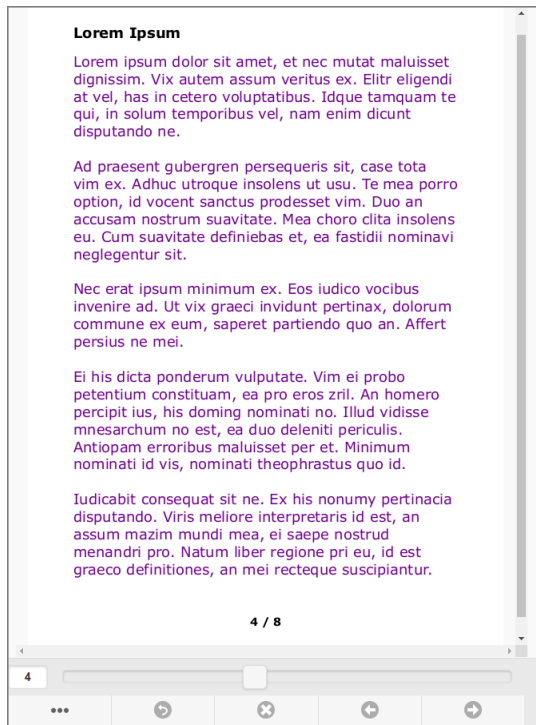 Lorem Ipsum
Lorem ipsum dolor sit amet, et nec mutat maluisset
dignissim. Vix autem assum veritus ex. Elitr eligendi
at vel, has in cetero voluptatibus. Idque tamquam te
qui, in solum temporibus vel, nam enim dicunt
disputando ne.
Ad praesent gubergren persequeris sit, case tota
vim ex. Adhuc utroque insolens ut usu. Te mea porro
option, id vocent sanctus prodesset vim. Duo an
accusam nostrum suavitate. Mea choro clita insolens
eu. Cum suavitate definiebas et, ea fastidii nominavi
neglegentur sit.
Nec erat ipsum minimum ex. Eos iudico vocibus
invenire ad. Ut vix graeci invidunt pertinax, dolorum
commune ex eum, saperet partiendo quo an. Affert
persius ne mei.
Ei his dicta ponderum vulputate. Vim ei probo
petentium constituam, ea pro eros zril. An homero
percipit ius, his doming nominati no. Illud vidisse
mnesarchum no est, ea duo deleniti periculis.
Antiopam erroribus maluisset per et. Minimum
nominati id vis, nominati theophrastus quo id.
Iudicabit consequat sit ne. Ex his nonumy pertinacia
disputando. Viris meliore interpretaris id est, an
assum mazim mundi mea, ei saepe nostrud
menandri pro. Natum liber regione pri eu, id est
graeco definitiones, an mei recteque suscipiantur.
4 / 8
4